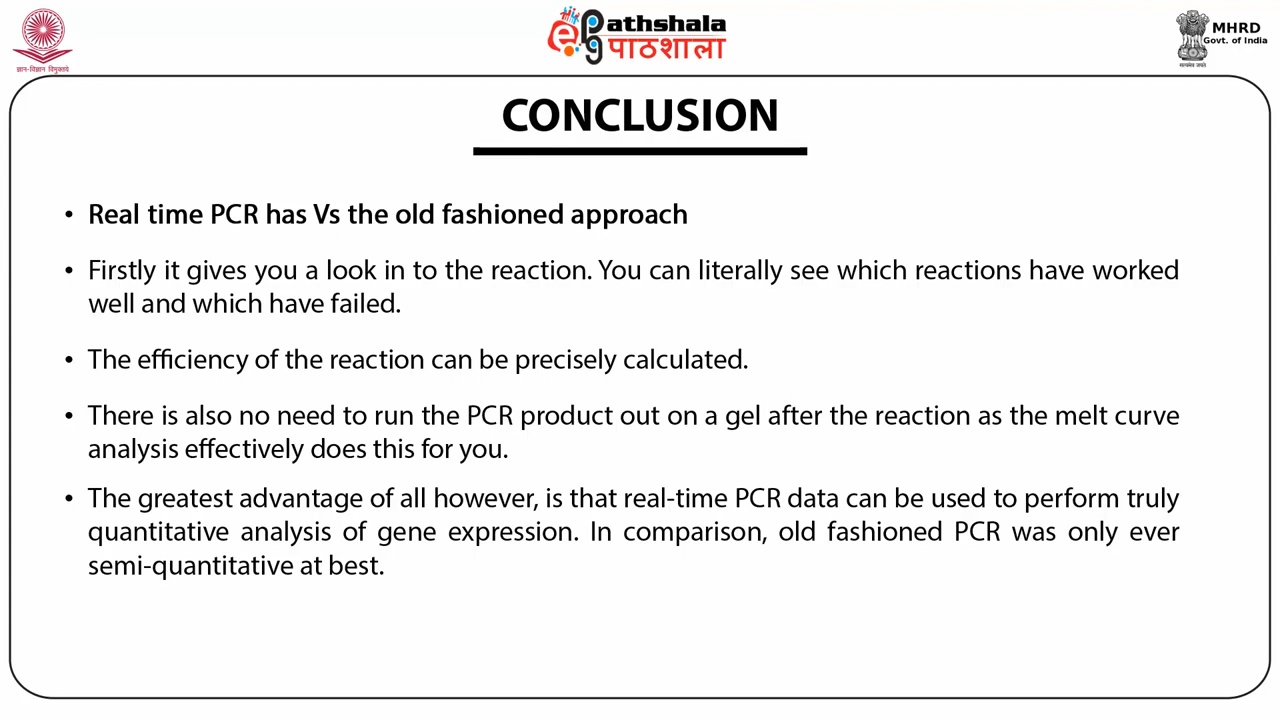 ज्ञान-विज्ञान विमुक्तये
epathshala
पाठशाला
MHRD
Govt. of India
सत्यमेव जयते
CONCLUSION
• Real time PCR has Vs the old fashioned approach
• Firstly it gives you a look in to the reaction. You can literally see which reactions have worked
well and which have failed.
• The efficiency of the reaction can be precisely calculated.
• There is also no need to run the PCR product out on a gel after the reaction as the melt curve
analysis effectively does this for you.
• The greatest advantage of all however, is that real-time PCR data can be used to perform truly
quantitative analysis of gene expression. In comparison, old fashioned PCR was only ever
semi-quantitative at best.